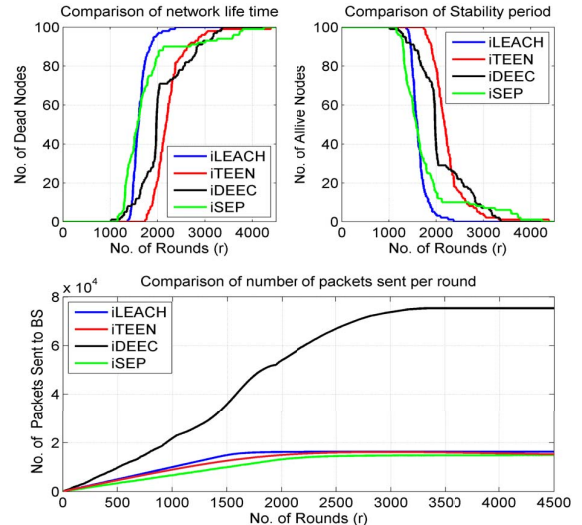 Comparison of network life time
No. of Dead Nodes
100
80
60
40
20
0
iLEACH
iTEEN
iDEEC
iSEP
0 1000 2000 3000 4000
No. of Rounds (r)
Comparison of Stability period
No. of Allive Nodes
100
80
60
40
20
0
iLEACH
iTEEN
iDEEC
iSEP
0 1000 2000 3000 4000
No. of Rounds (r)
Comparison of number of packets sent per round
x 10^4
No. of Packets Sent to BS
8
6
4
2
0
iLEACH
iTEEN
iDEEC
iSEP
0 500 1000 1500 2000 2500 3000 3500 4000 4500
No. of Rounds (r)